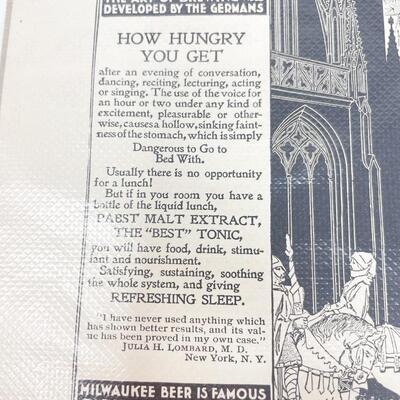 THE ART OF BREWING WAS
DEVELOPED BY THE GERMANS
HOW HUNGRY
YOU GET
after an evening of conversation,
dancing, reciting, lecturing, acting
or singing. The use of the voice for
an hour or two under any kind of
excitement, pleasurable or other-
wise, causes a hollow, sinking faint-
ness of the stomach, which is simply
Dangerous to Go to
Bed With.
Usually there is no opportunity
for a lunch!
But if in you room you have a
bottle of the liquid lunch,
PABST MALT EXTRACT,
THE "BEST" TONIC,
you will have food, drink, stimu-
lant and nourishment.
Satisfying, sustaining, soothing
the whole system, and giving
REFRESHING SLEEP.
"I have never used anything which
has shown better results, and its val-
ue has been proved in my own case."
JULIA H. LOMBARD, M. D.
New York, N. Y.
MILWAUKEE BEER IS FAMOUS